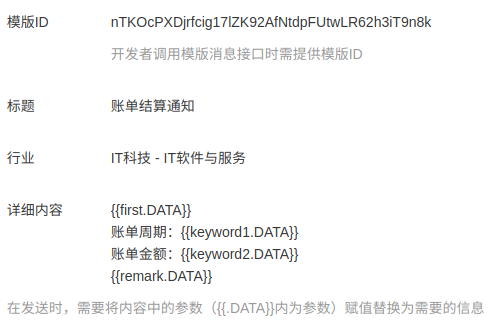 模版ID nTKOcPXDjrfcig17lZK92AfNtdpFUtwLR62h3iT9n8k
开发者调用模版消息接口时需提供模版ID
标题 账单结算通知
行业 IT科技 - IT软件与服务
详细内容 {{first.DATA}}
账单周期：{{keyword1.DATA}}
账单金额：{{keyword2.DATA}}
{{remark.DATA}}
在发送时，需要将内容中的参数（{{.DATA}}内为参数）赋值替换为需要的信息